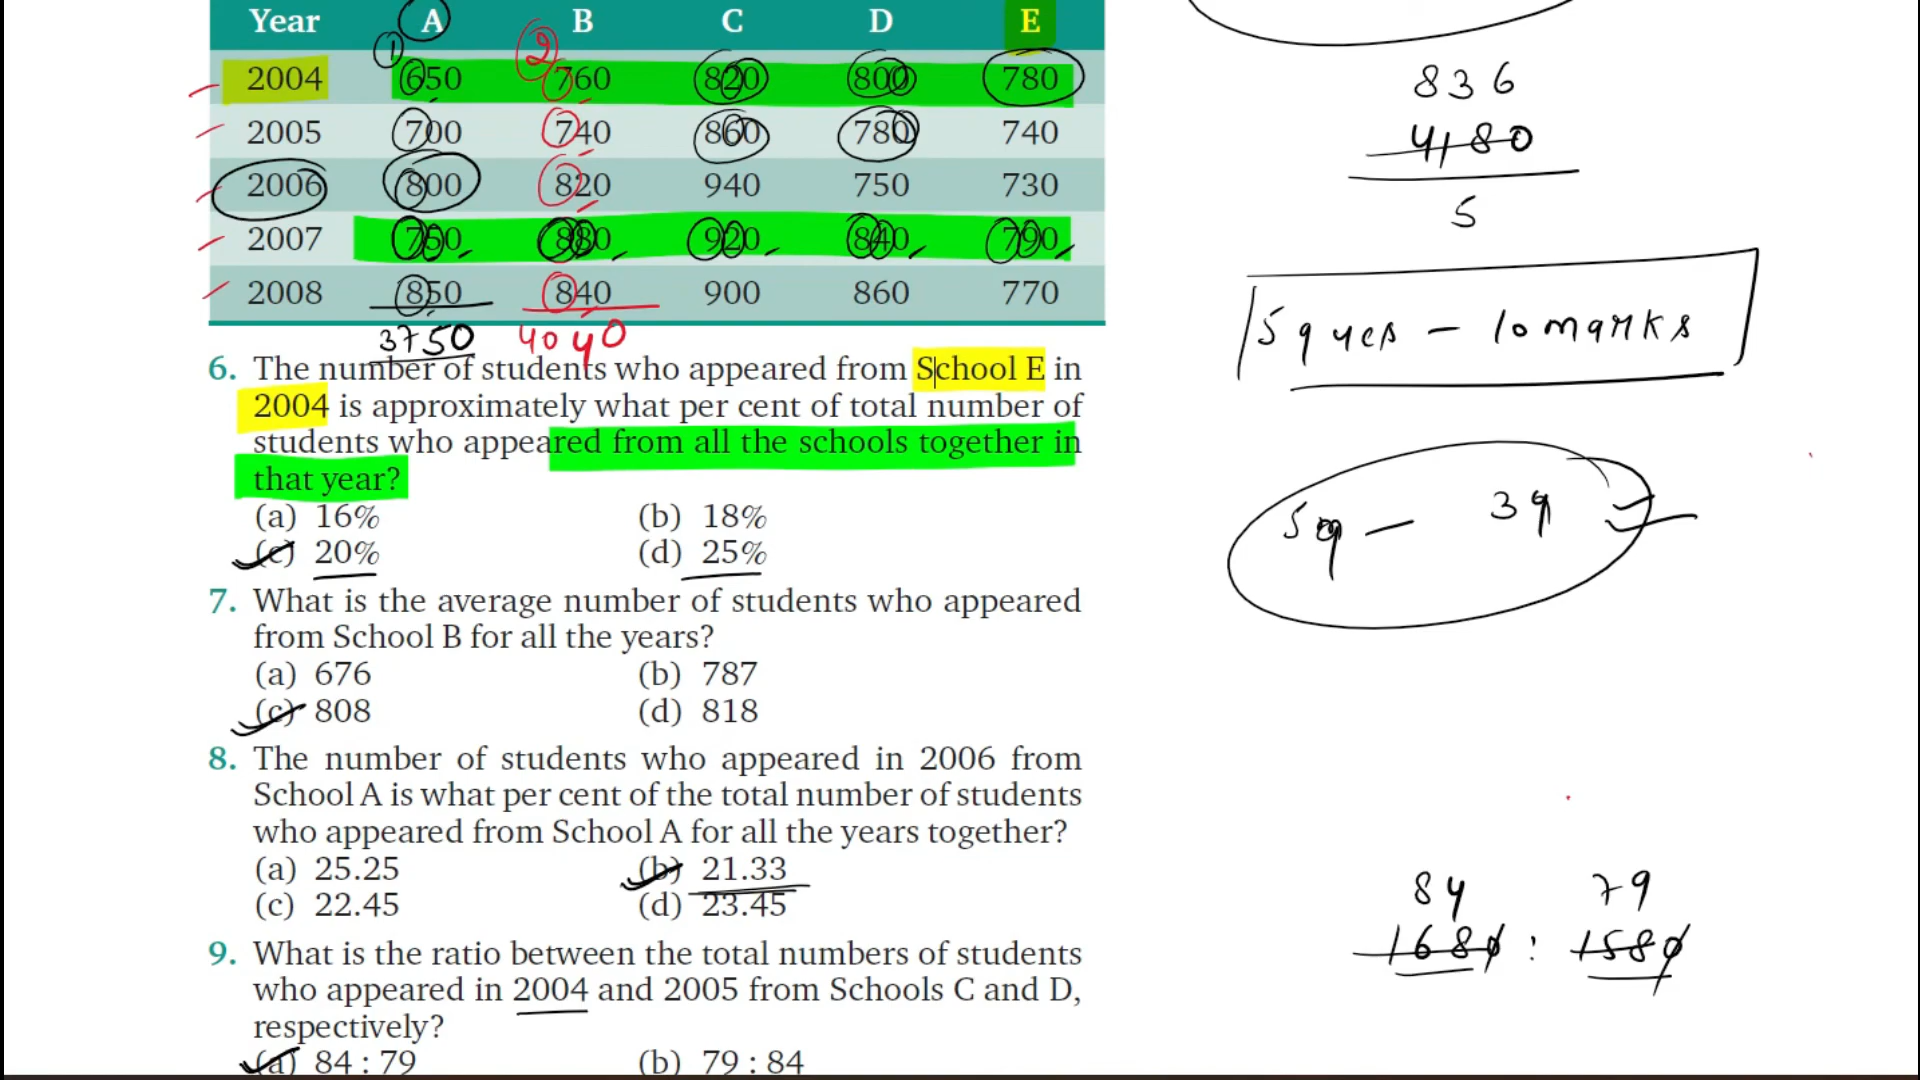 Year A B C D E
1 2
2004 650 760 820 800 780
2005 700 740 860 780 740
2006 800 820 940 750 730
2007 750 880 920 840 790
2008 850 840 900 860 770
3750 4040
6. The number of students who appeared from School E in
2004 is approximately what per cent of total number of
students who appeared from all the schools together in
that year?
(a) 16% (b) 18%
(c) 20% (d) 25%
7. What is the average number of students who appeared
from School B for all the years?
(a) 676 (b) 787
(c) 808 (d) 818
8. The number of students who appeared in 2006 from
School A is what per cent of the total number of students
who appeared from School A for all the years together?
(a) 25.25 (b) 21.33
(c) 22.45 (d) 23.45
9. What is the ratio between the total numbers of students
who appeared in 2004 and 2005 from Schools C and D,
respectively?
(a) 84 : 79 (b) 79 : 84
836
4180
5
5 ques - 10 marks
5q - 3q
84 79
1680 : 1580